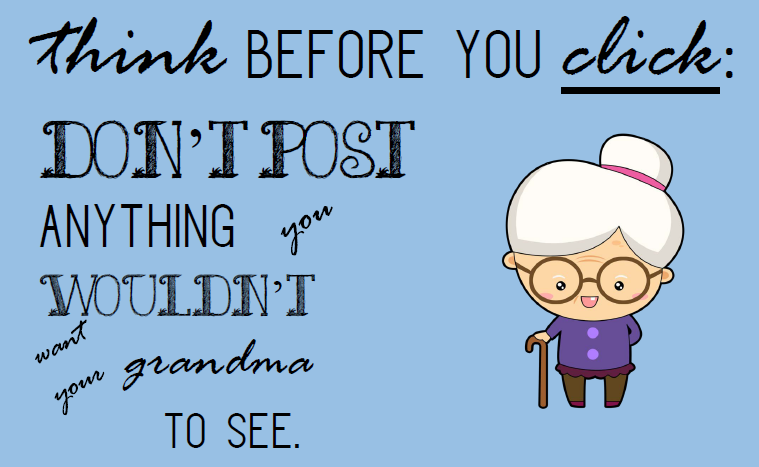 think BEFORE YOU click:
DON'T POST
ANYTHING you
WOULDN'T
want
your grandma
TO SEE.